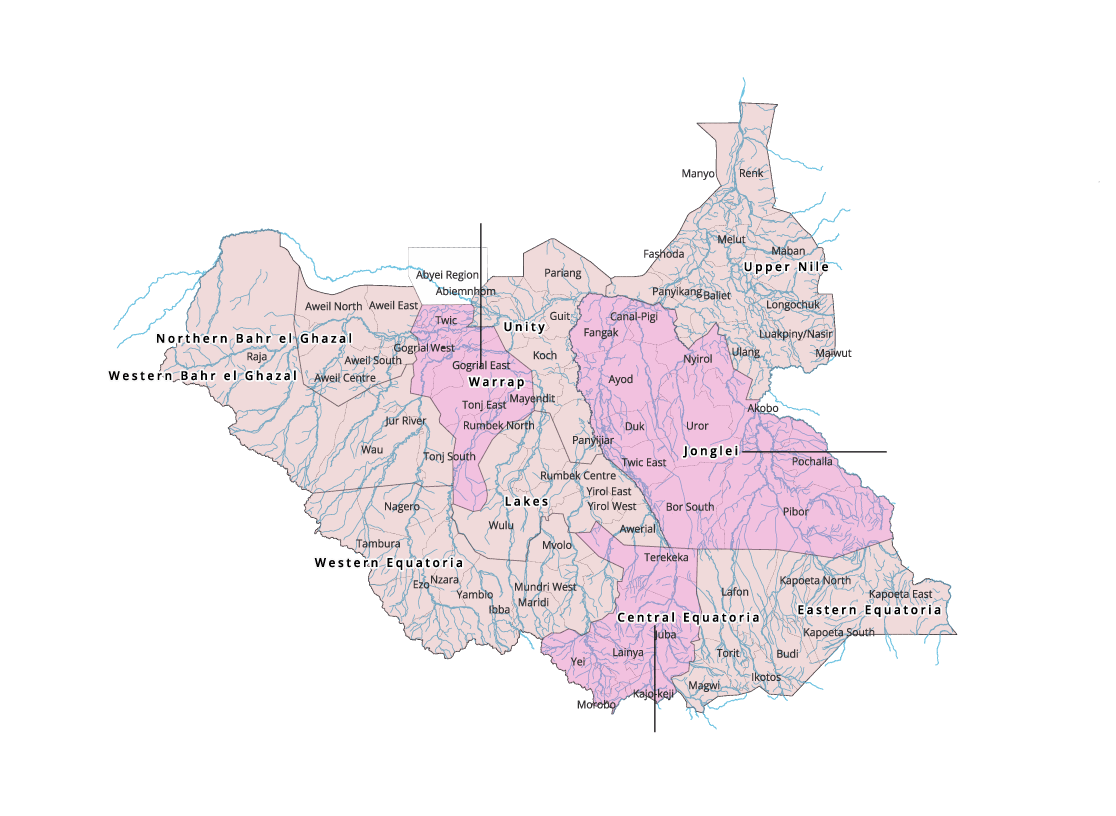 Manyo
Renk
Melut
Maban
Fashoda
Upper Nile
Abyei Region
Pariang
Abiemnhom
Panyikang
Baliet
Longochuk
Aweil North
Aweil East
Twic
Guit
Canal-Pigi
Unity
Fangak
Luakpiny/Nasir
Northern Bahr el Ghazal
Gogrial West
Ulang
Maiwut
Raja
Aweil South
Koch
Nyirol
Gogrial East
Western Bahr el Ghazal
Aweil Centre
Warrap
Ayod
Mayendit
Tonj East
Akobo
Jur River
Rumbek North
Duk
Uror
Panyijiar
Wau
Tonj South
Jonglei
Twic East
Pochalla
Rumbek Centre
Yirol East
Lakes
Yirol West
Nagero
Bor South
Pibor
Wulu
Awerial
Tambura
Mvolo
Western Equatoria
Terekeka
Ezo
Nzara
Kapoeta North
Mundri West
Yambio
Lafon
Kapoeta East
Maridi
Ibba
Eastern Equatoria
Central Equatoria
Juba
Kapoeta South
Lainya
Torit
Budi
Yei
Ikotos
Magwi
Kajo-keji
Morobo